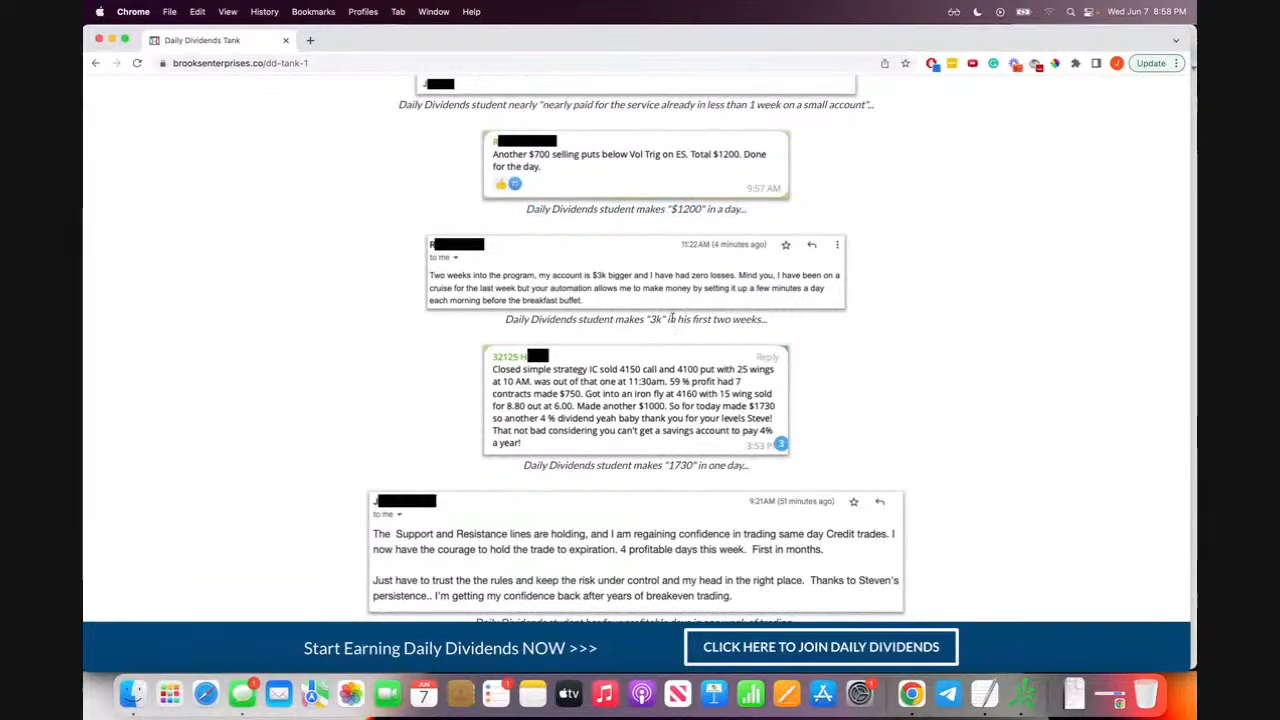 Chrome File Edit View History Bookmarks Profiles Tab Window Help Wed Jun 7 8:58 PM
Daily Dividends Tank
brooksenterprises.co/dd-tank-1 Update
J
Daily Dividends student nearly "nearly paid for the service already in less than 1 week on a small account"...
R
Another $700 selling puts below Vol Trig on ES. Total $1200. Done
for the day.
9:57 AM
Daily Dividends student makes "$1200" in a day...
R 11:22AM (4 minutes ago)
to me
Two weeks into the program, my account is $3k bigger and I have had zero losses. Mind you, I have been on a
cruise for the last week but your automation allows me to make money by setting it up a few minutes a day
each morning before the breakfast buffet.
Daily Dividends student makes "3k" in his first two weeks...
32125 H Reply
Closed simple strategy IC sold 4150 call and 4100 put with 25 wings
at 10 AM. was out of that one at 11:30am. 59 % profit had 7
contracts made $750. Got into an iron fly at 4160 with 15 wing sold
for 8.80 out at 6.00. Made another $1000. So for today made $1730
so another 4 % dividend yeah baby thank you for your levels Steve!
That not bad considering you can't get a savings account to pay 4%
a year!
3:53 P 3
Daily Dividends student makes "1730" in one day...
J 9:21AM (51 minutes ago)
to me
The Support and Resistance lines are holding, and I am regaining confidence in trading same day Credit trades. I
now have the courage to hold the trade to expiration. 4 profitable days this week. First in months.
Just have to trust the the rules and keep the risk under control and my head in the right place. Thanks to Steven's
persistence.. I'm getting my confidence back after years of breakeven trading.
Start Earning Daily Dividends NOW >>> CLICK HERE TO JOIN DAILY DIVIDENDS
JUN
7
tv
1
1
1